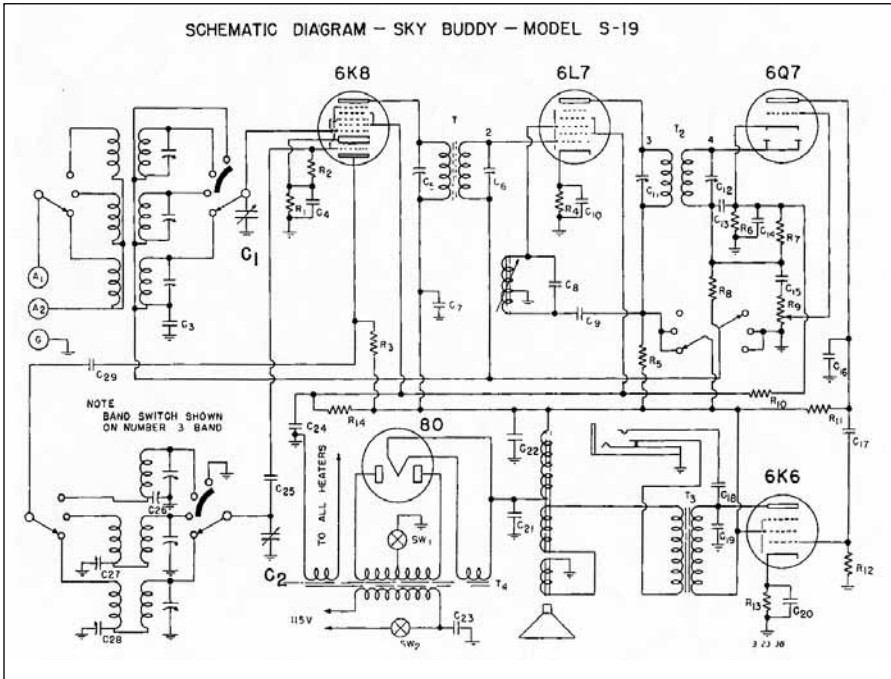 SCHEMATIC DIAGRAM – SKY BUDDY – MODEL S-19
6K8
6L7
6Q7
T
2
3
T2
4
R2
C5
C6
C11
C12
R1
C4
R4
C10
C13
R6
C14
R7
C1
A1
A2
G
C3
C7
C8
C9
R8
C15
R9
R3
R5
C16
C29
NOTE
BAND SWITCH SHOWN
ON NUMBER 3 BAND
R10
C24
R14
80
C22
R11
C17
C25
TO ALL HEATERS
C26
SW1
C21
T3
C18
C19
6K6
C27
C2
T4
R12
C28
115V
SW2
C23
R13
C20
3 23 38